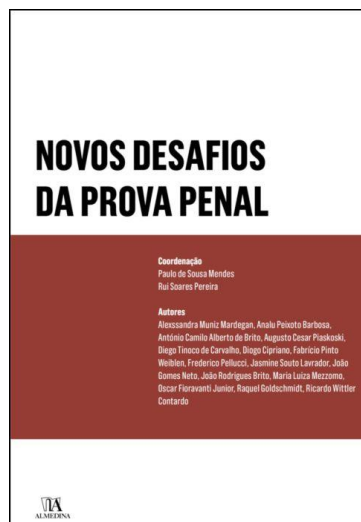 NOVOS DESAFIOS
DA PROVA PENAL
Coordenação
Paulo de Sousa Mendes
Rui Soares Pereira
Autores
Alexssandra Muniz Mardegan, Analu Peixoto Barbosa,
António Camilo Alberto de Brito, Augusto Cesar Piaskoski,
Diego Tinoco de Carvalho, Diogo Cipriano, Fabrício Pinto
Weiblen, Frederico Pellucci, Jasmine Souto Lavrador, João
Gomes Neto, João Rodrigues Brito, Maria Luiza Mezzomo,
Oscar Fioravanti Junior, Raquel Goldschmidt, Ricardo Wittler
Contardo
ALMEDINA